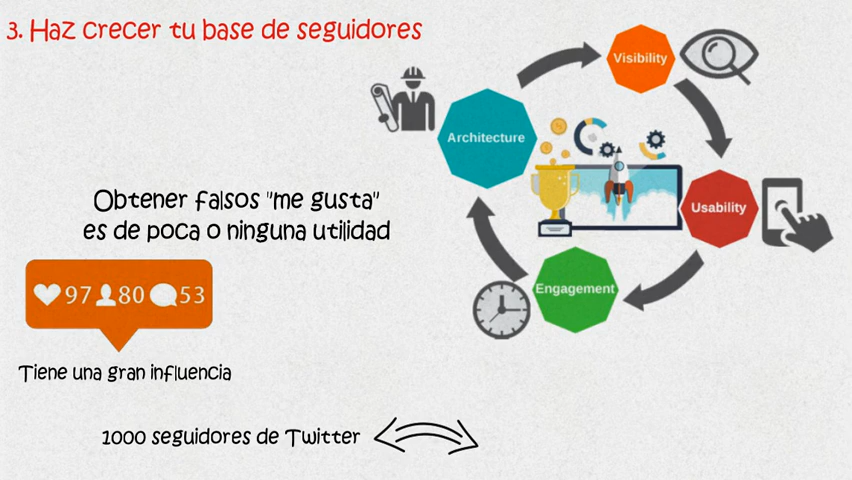 3. Haz crecer tu base de seguidores
Visibility
Architecture
Usability
Engagement
Obtener falsos "me gusta"
es de poca o ninguna utilidad
97 80 53
Tiene una gran influencia
1000 seguidores de Twitter